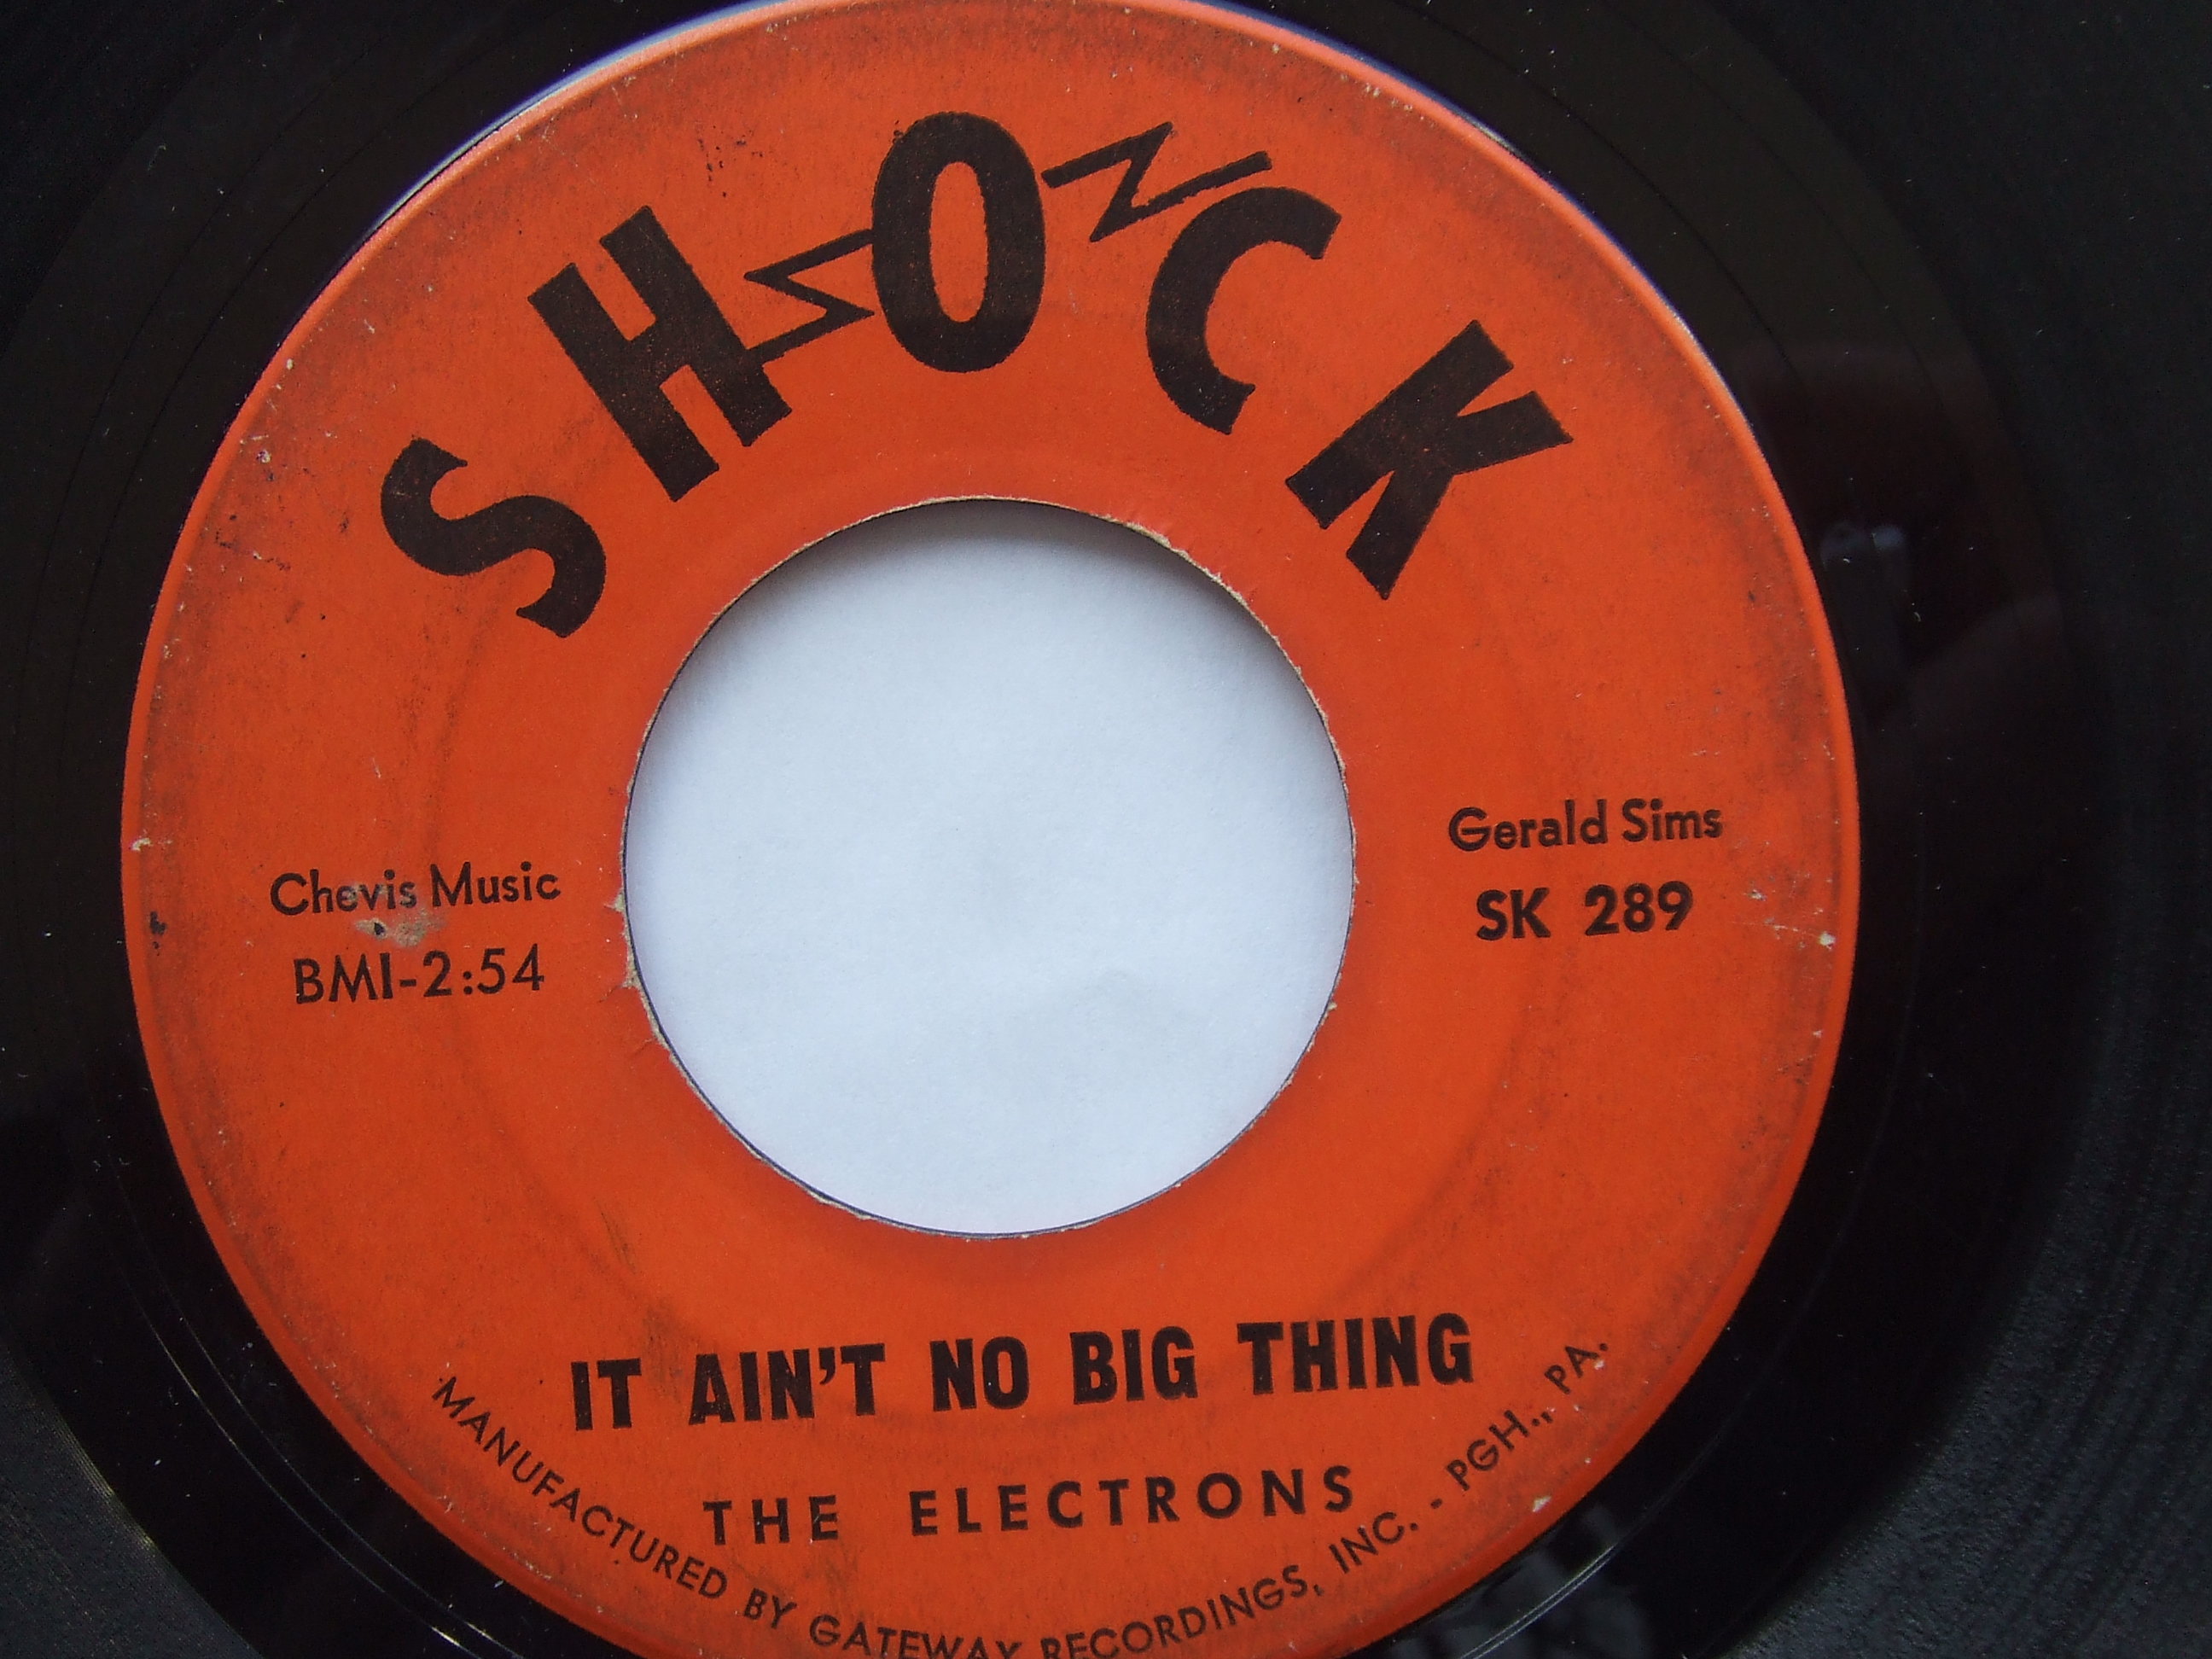 SHOCK
Chevis Music
BMI-2:54
Gerald Sims
SK 289
IT AIN'T NO BIG THING
THE ELECTRONS
MANUFACTURED BY GATEWAY RECORDINGS, INC. - PGH., PA.